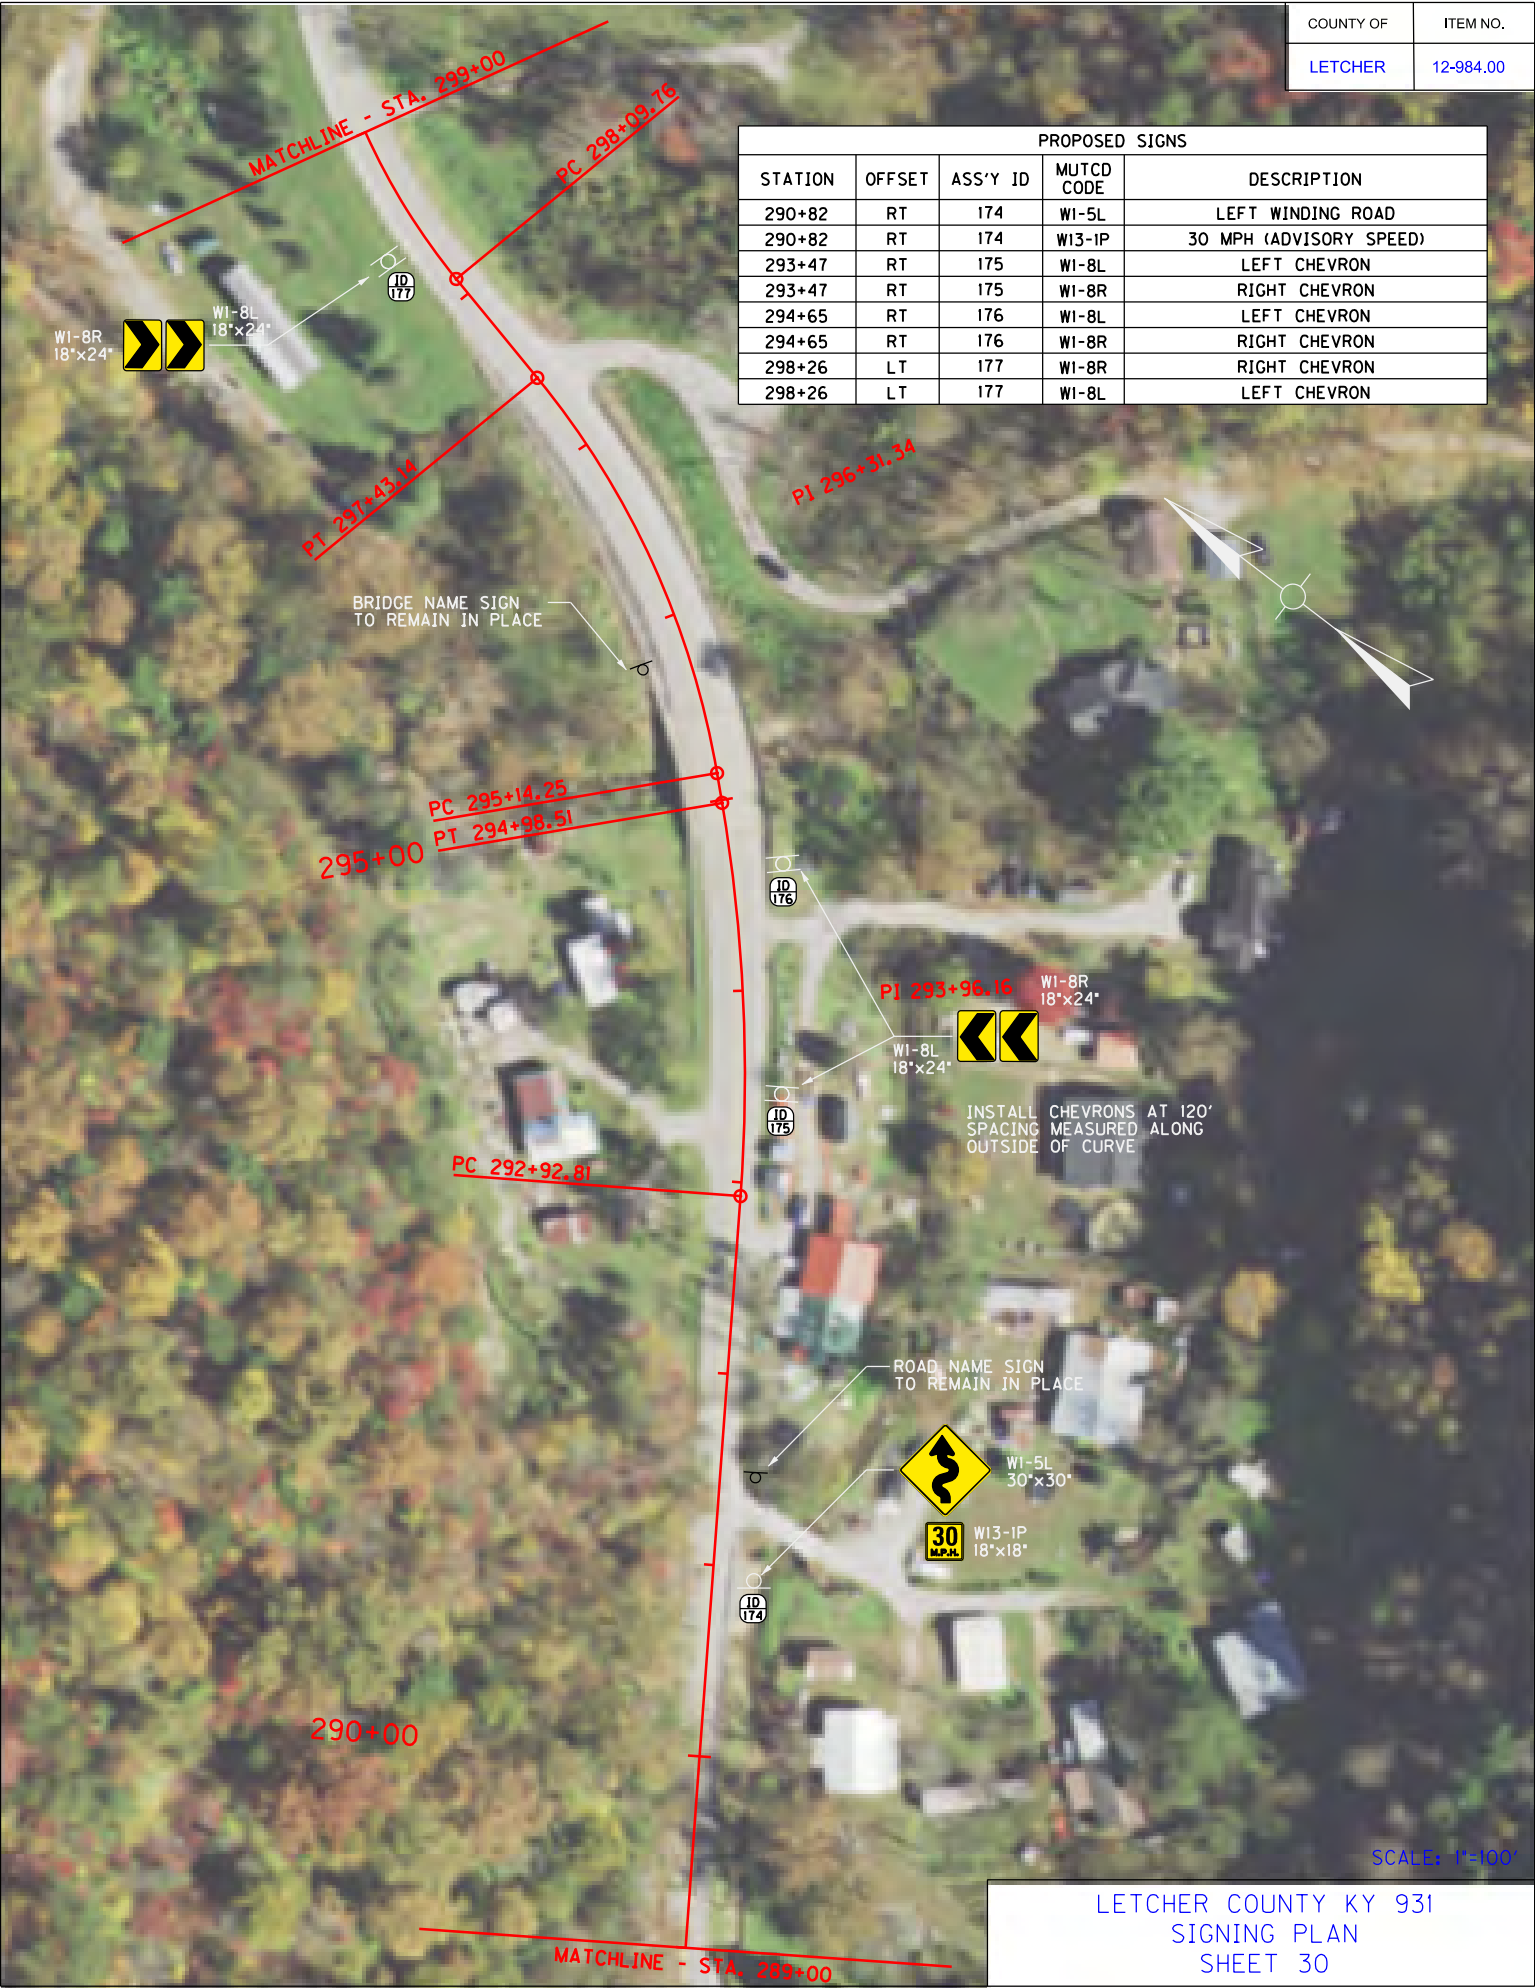 COUNTY OF ITEM NO.
LETCHER 12-984.00
MATCHLINE - STA. 299+00
PC 298+09.76
PROPOSED SIGNS
STATION OFFSET ASS'Y ID MUTCD CODE DESCRIPTION
290+82 RT 174 W1-5L LEFT WINDING ROAD
290+82 RT 174 W13-1P 30 MPH (ADVISORY SPEED)
293+47 RT 175 W1-8L LEFT CHEVRON
293+47 RT 175 W1-8R RIGHT CHEVRON
294+65 RT 176 W1-8L LEFT CHEVRON
294+65 RT 176 W1-8R RIGHT CHEVRON
298+26 LT 177 W1-8R RIGHT CHEVRON
298+26 LT 177 W1-8L LEFT CHEVRON
ID
177
W1-8L
18"x24"
W1-8R
18"x24"
PI 296+31.34
PT 297+43.14
BRIDGE NAME SIGN
TO REMAIN IN PLACE
PC 295+14.25
PT 294+98.51
295+00
ID
176
PI 293+96.16
W1-8R
18"x24"
W1-8L
18"x24"
ID
175
INSTALL CHEVRONS AT 120'
SPACING MEASURED ALONG
OUTSIDE OF CURVE
PC 292+92.81
ROAD NAME SIGN
TO REMAIN IN PLACE
W1-5L
30"x30"
30
M.P.H.
W13-1P
18"x18"
ID
174
290+00
SCALE: 1"=100'
MATCHLINE - STA. 289+00
LETCHER COUNTY KY 931
SIGNING PLAN
SHEET 30